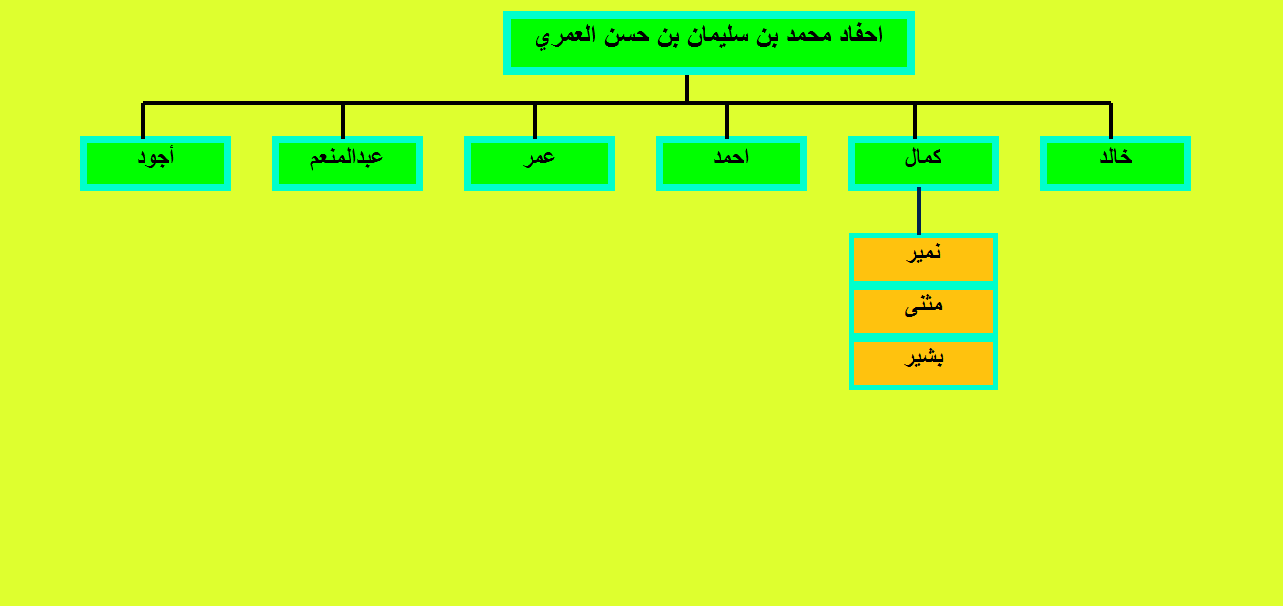 احفاد محمد بن سليمان بن حسن العمري
خالد
كمال
احمد
عمر
عبدالمنعم
أجود
نمير
مثنى
بشير